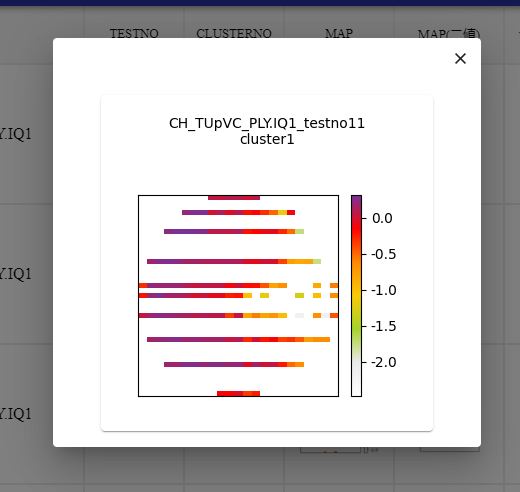 TESTNO CLUSTERNO MAP MAP(二値)
Y.IQ1
Y.IQ1
Y.IQ1
×
CH_TUpVC_PLY.IQ1_testno11
cluster1
0.0
-0.5
-1.0
-1.5
-2.0